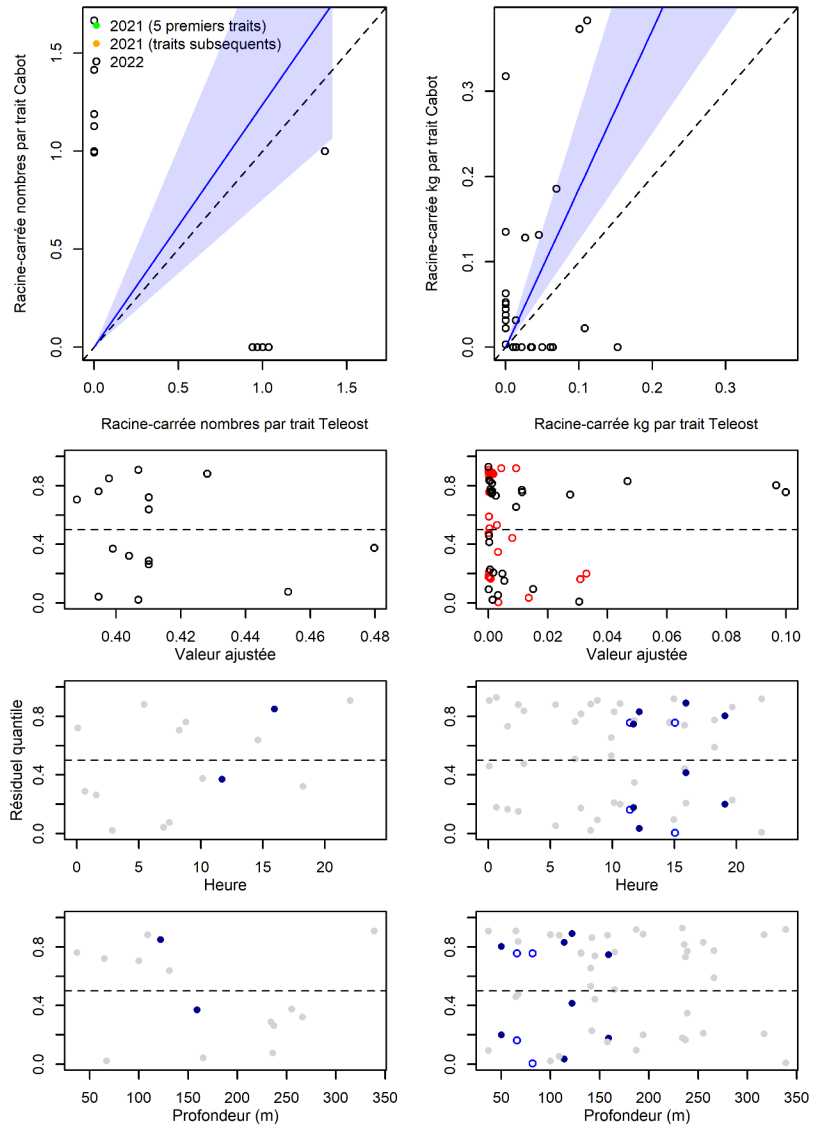 2021 (5 premiers traits)
2021 (traits subsequents)
2022
Racine-carrée nombres par trait Cabot
0.0 0.5 1.0 1.5
0.0 0.5 1.0 1.5
Racine-carrée nombres par trait Teleost
Racine-carrée kg par trait Cabot
0.0 0.1 0.2 0.3
0.0 0.1 0.2 0.3
Racine-carrée kg par trait Teleost
0.0 0.4 0.8
0.40 0.42 0.44 0.46 0.48
Valeur ajustée
0.0 0.4 0.8
0.00 0.02 0.04 0.06 0.08 0.10
Valeur ajustée
Résiduel quantile
0.0 0.4 0.8
0 5 10 15 20
Heure
0.0 0.4 0.8
0 5 10 15 20
Heure
0.0 0.4 0.8
50 100 150 200 250 300 350
Profondeur (m)
0.0 0.4 0.8
50 100 150 200 250 300 350
Profondeur (m)